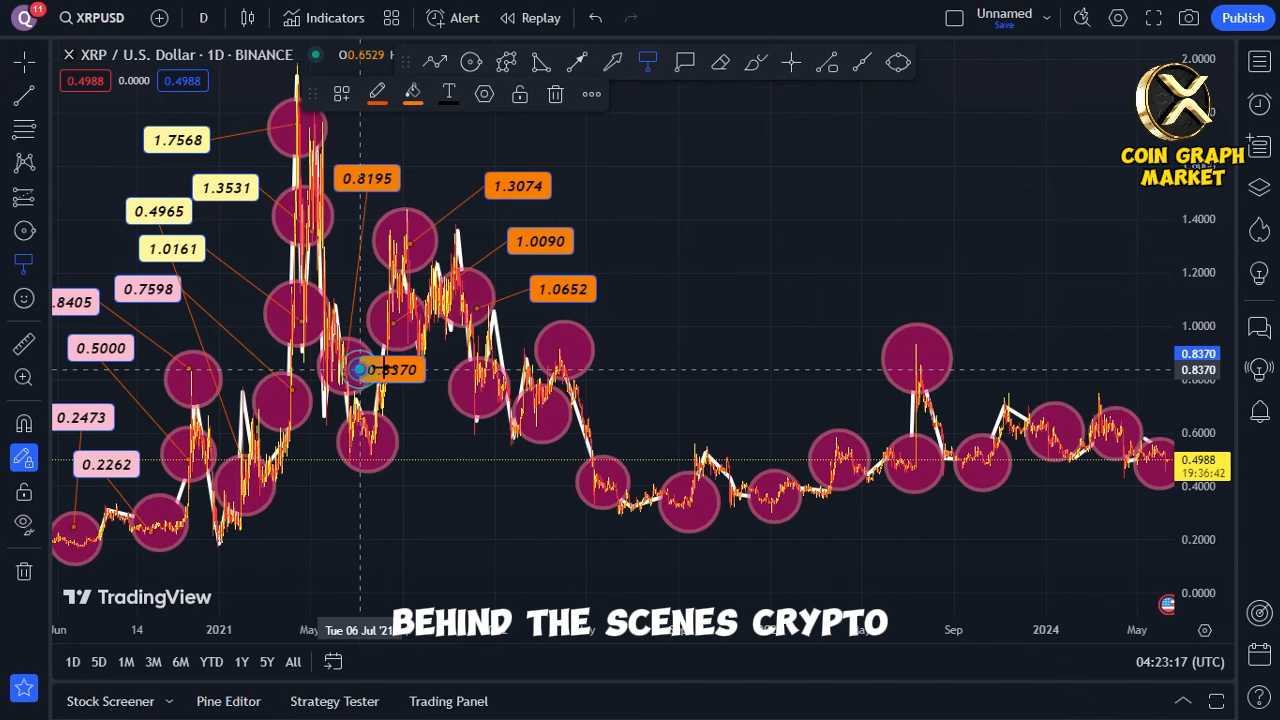 Q 11 XRPUSD D Indicators Alert Replay Unnamed Save Publish
XRP / U.S. Dollar · 1D · BINANCE O0.6529 H
0.4988 0.0000 0.4988
T
2.0000
COIN GRAPH
MARKET
1.7568
0.8195
1.3531
1.3074
0.4965
1.4000
1.0161
1.0090
1.2000
0.7598
1.0652
.8405
1.0000
0.5000
0.8370
0.8370
0.8370
0.8000
0.2473
0.6000
0.2262
0.4988
19:36:42
0.4000
0.2000
TradingView
0.0000
BEHIND THE SCENES CRYPTO
Jun 14 2021 May Tue 06 Jul '21 Sep 2024 May
1D 5D 1M 3M 6M YTD 1Y 5Y All 04:23:17 (UTC)
Stock Screener Pine Editor Strategy Tester Trading Panel